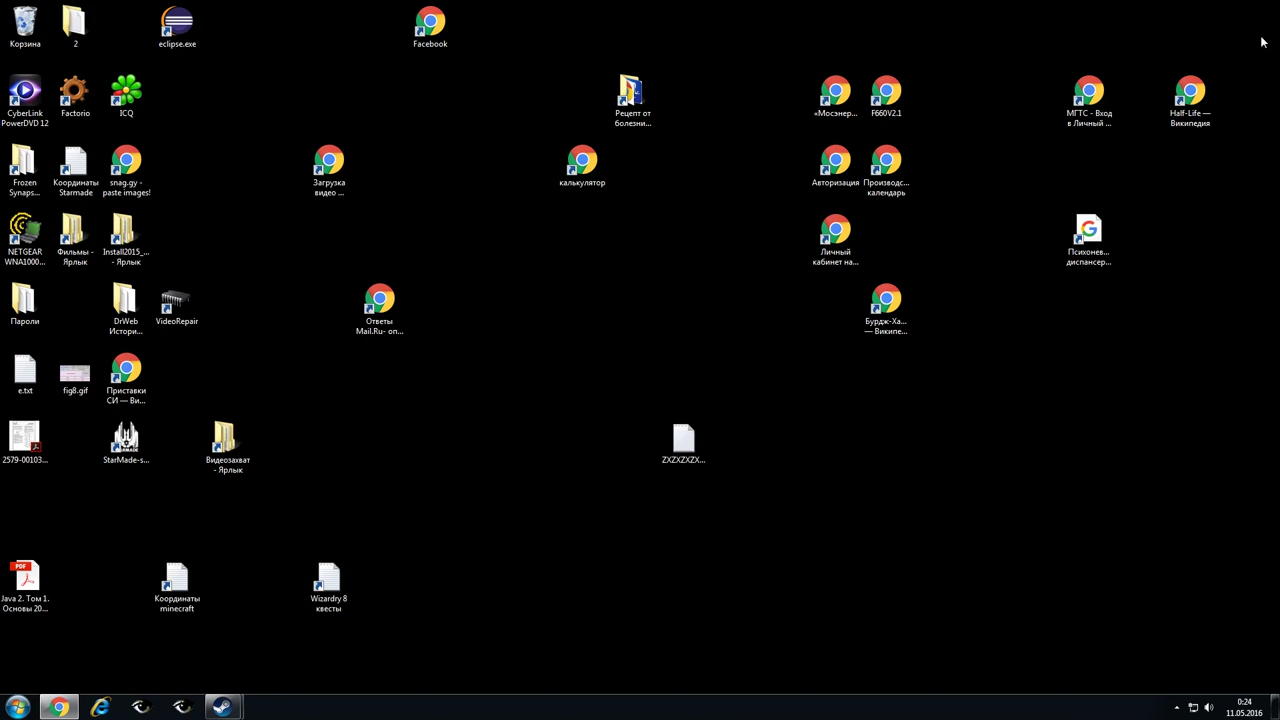 Корзина
2
eclipse.exe
Facebook
CyberLink
PowerDVD 12
Factorio
ICQ
Рецепт от
болезни...
«Мосэнер...
F660V2.1
МГТС - Вход
в Личный ...
Half-Life —
Википедия
Frozen
Synaps...
Координаты
Starmade
snag.gy -
paste images!
Загрузка
видео ...
калькулятор
Авторизация
Производс...
календарь
NETGEAR
WNA1000...
Фильмы -
Ярлык
Install2015_...
- Ярлык
Личный
кабинет на...
Психонев...
диспансер...
Пароли
DrWeb
Истори...
VideoRepair
Ответы
Mail.Ru- оп...
Бурдж-Ха...
— Википе...
e.txt
fig8.gif
Приставки
СИ — Ви...
2579-00103...
StarMade-s...
Видеозахват
- Ярлык
ZXZXZXZX...
PDF
Java 2. Том 1.
Основы 20...
Координаты
minecraft
Wizardry 8
квесты
0:24
11.05.2016